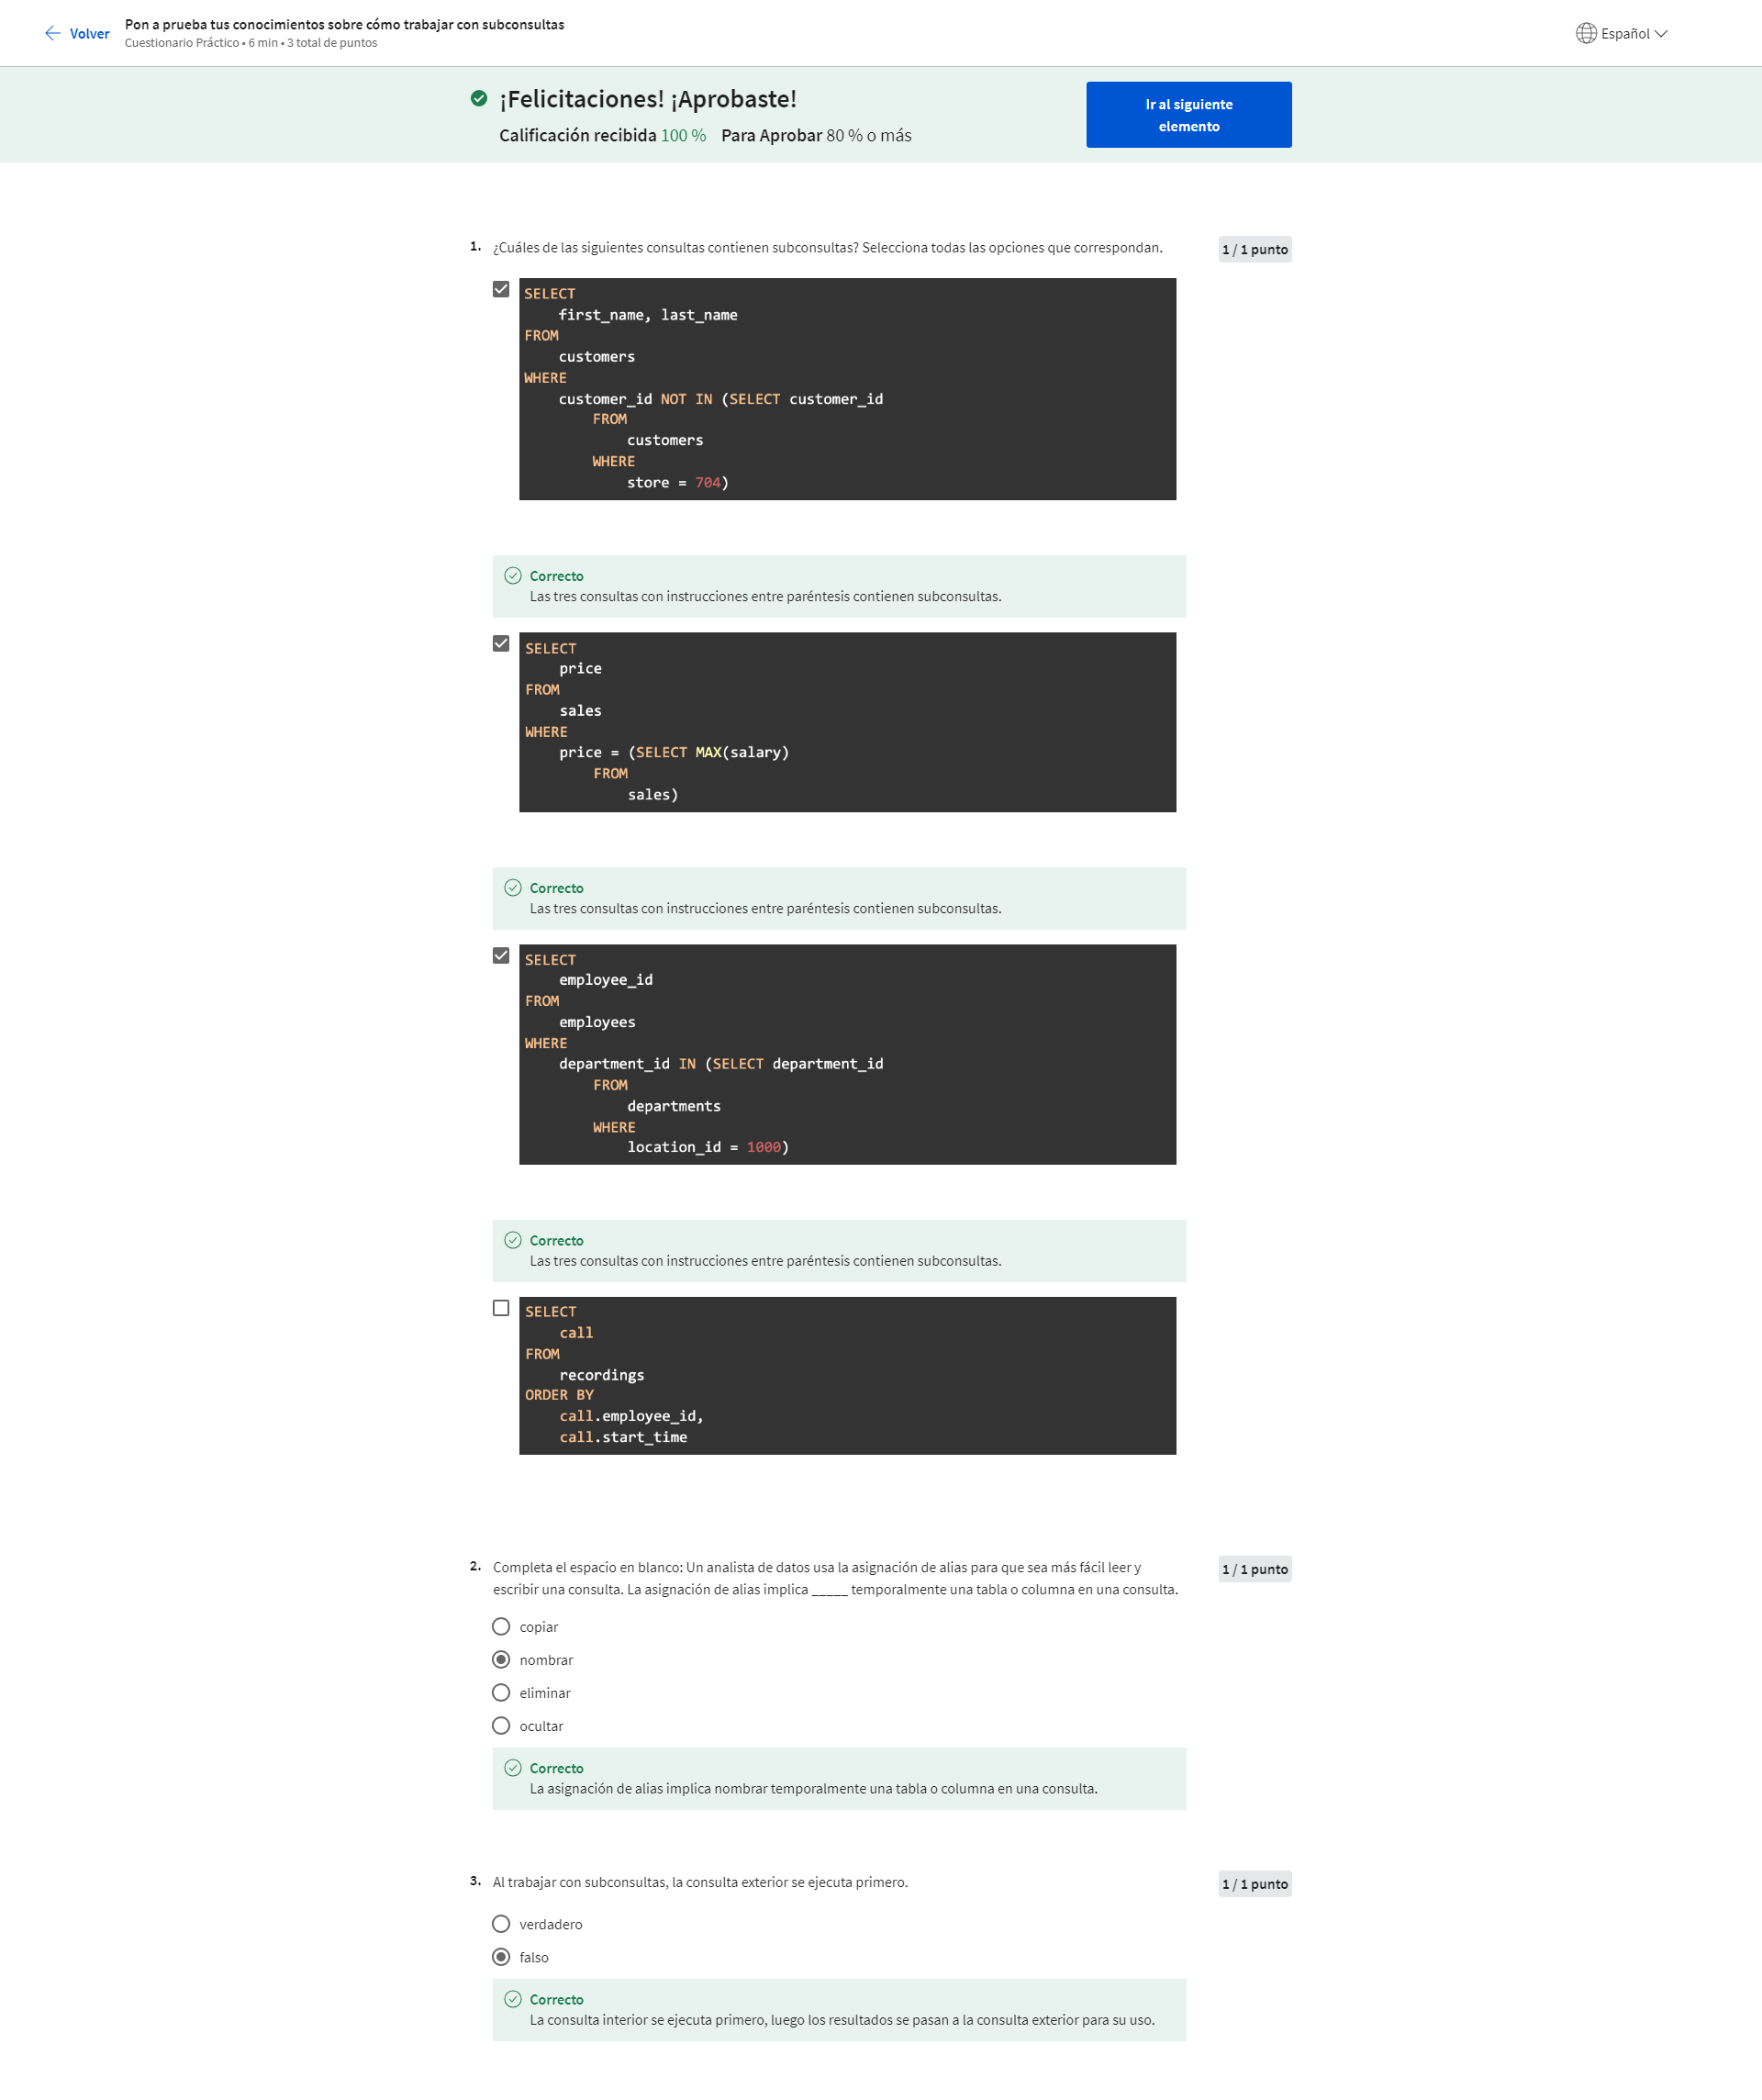 Volver
Pon a prueba tus conocimientos sobre cómo trabajar con subconsultas
Cuestionario Práctico • 6 min • 3 total de puntos
Español
¡Felicitaciones! ¡Aprobaste!
Calificación recibida 100 % Para Aprobar 80 % o más
Ir al siguiente
elemento
1. ¿Cuáles de las siguientes consultas contienen subconsultas? Selecciona todas las opciones que correspondan.
1 / 1 punto
SELECT
first_name, last_name
FROM
customers
WHERE
customer_id NOT IN (SELECT customer_id
FROM
customers
WHERE
store = 704)
Correcto
Las tres consultas con instrucciones entre paréntesis contienen subconsultas.
SELECT
price
FROM
sales
WHERE
price = (SELECT MAX(salary)
FROM
sales)
Correcto
Las tres consultas con instrucciones entre paréntesis contienen subconsultas.
SELECT
employee_id
FROM
employees
WHERE
department_id IN (SELECT department_id
FROM
departments
WHERE
location_id = 1000)
Correcto
Las tres consultas con instrucciones entre paréntesis contienen subconsultas.
SELECT
call
FROM
recordings
ORDER BY
call.employee_id,
call.start_time
2. Completa el espacio en blanco: Un analista de datos usa la asignación de alias para que sea más fácil leer y
escribir una consulta. La asignación de alias implica _____ temporalmente una tabla o columna en una consulta.
1 / 1 punto
copiar
nombrar
eliminar
ocultar
Correcto
La asignación de alias implica nombrar temporalmente una tabla o columna en una consulta.
3. Al trabajar con subconsultas, la consulta exterior se ejecuta primero.
1 / 1 punto
verdadero
falso
Correcto
La consulta interior se ejecuta primero, luego los resultados se pasan a la consulta exterior para su uso.